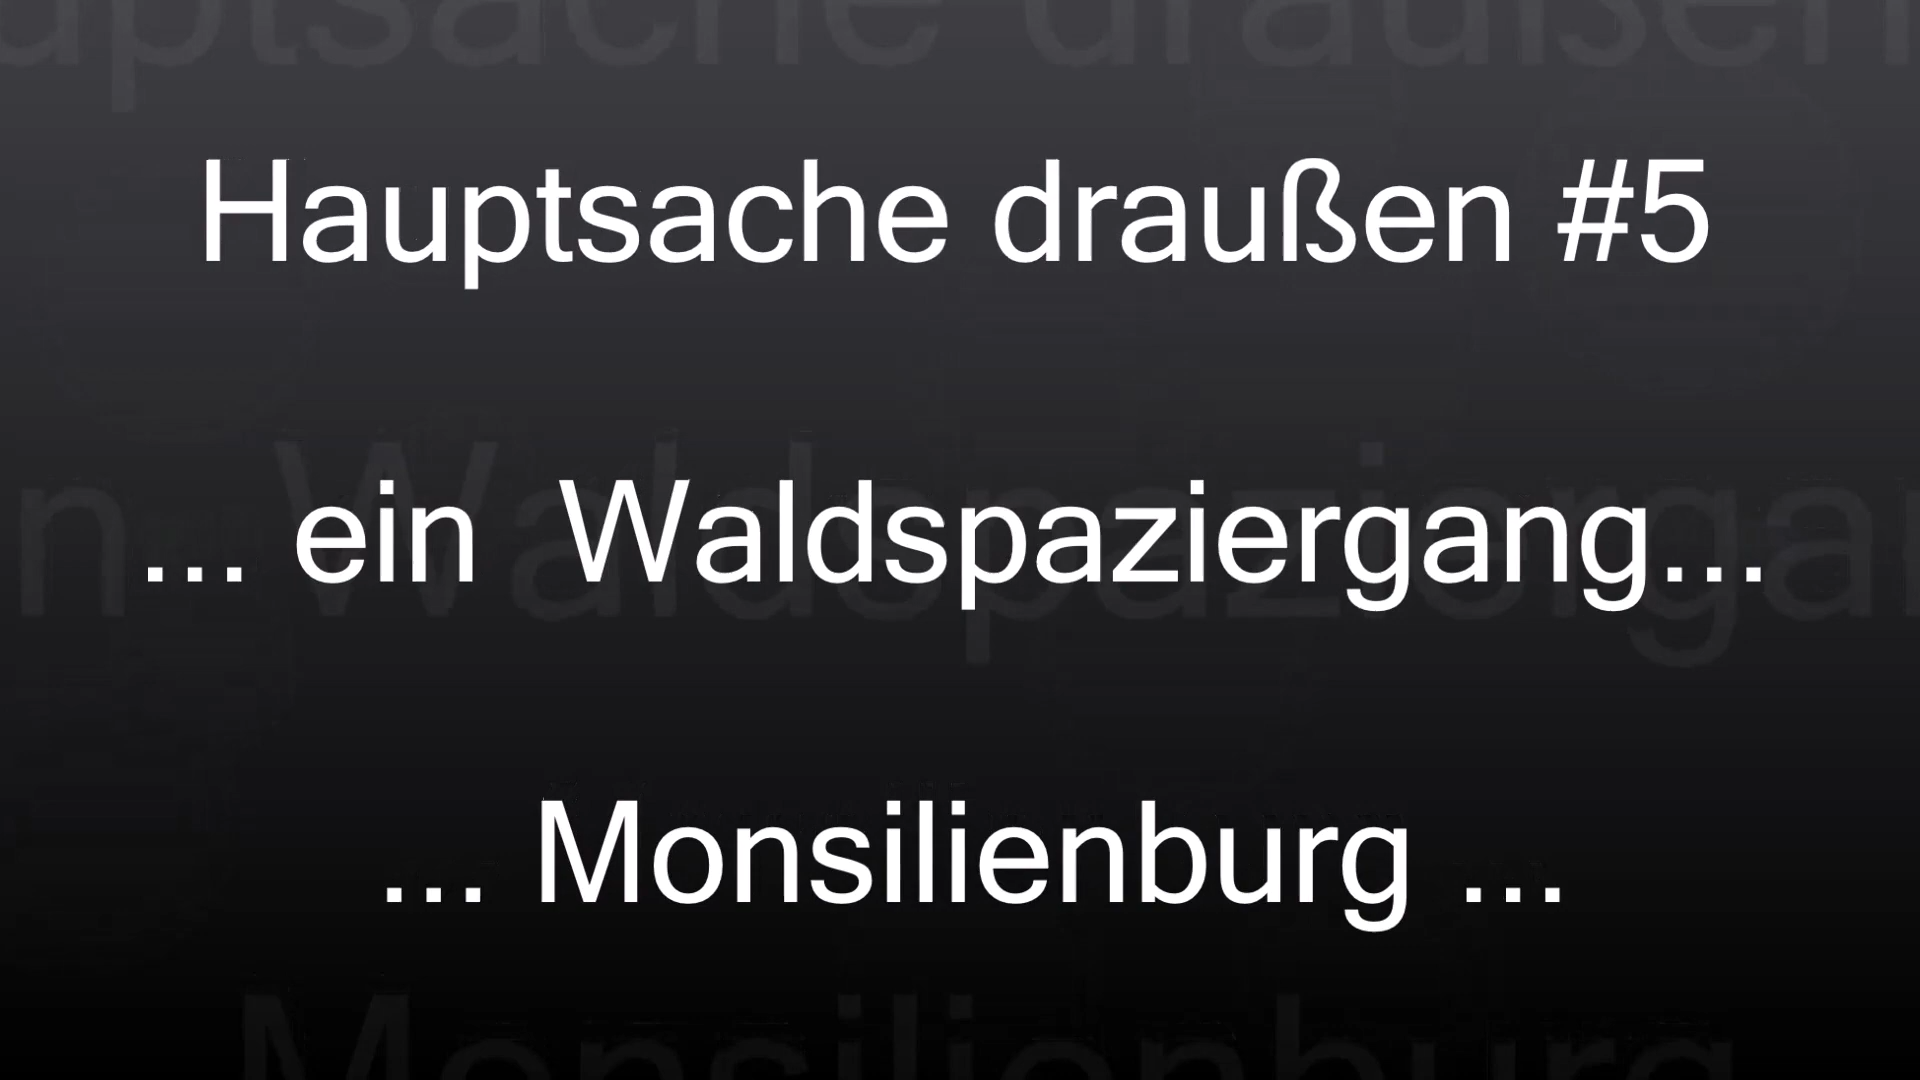 Hauptsache draußen #5
... ein  Waldspaziergang...
... Monsilienburg ...